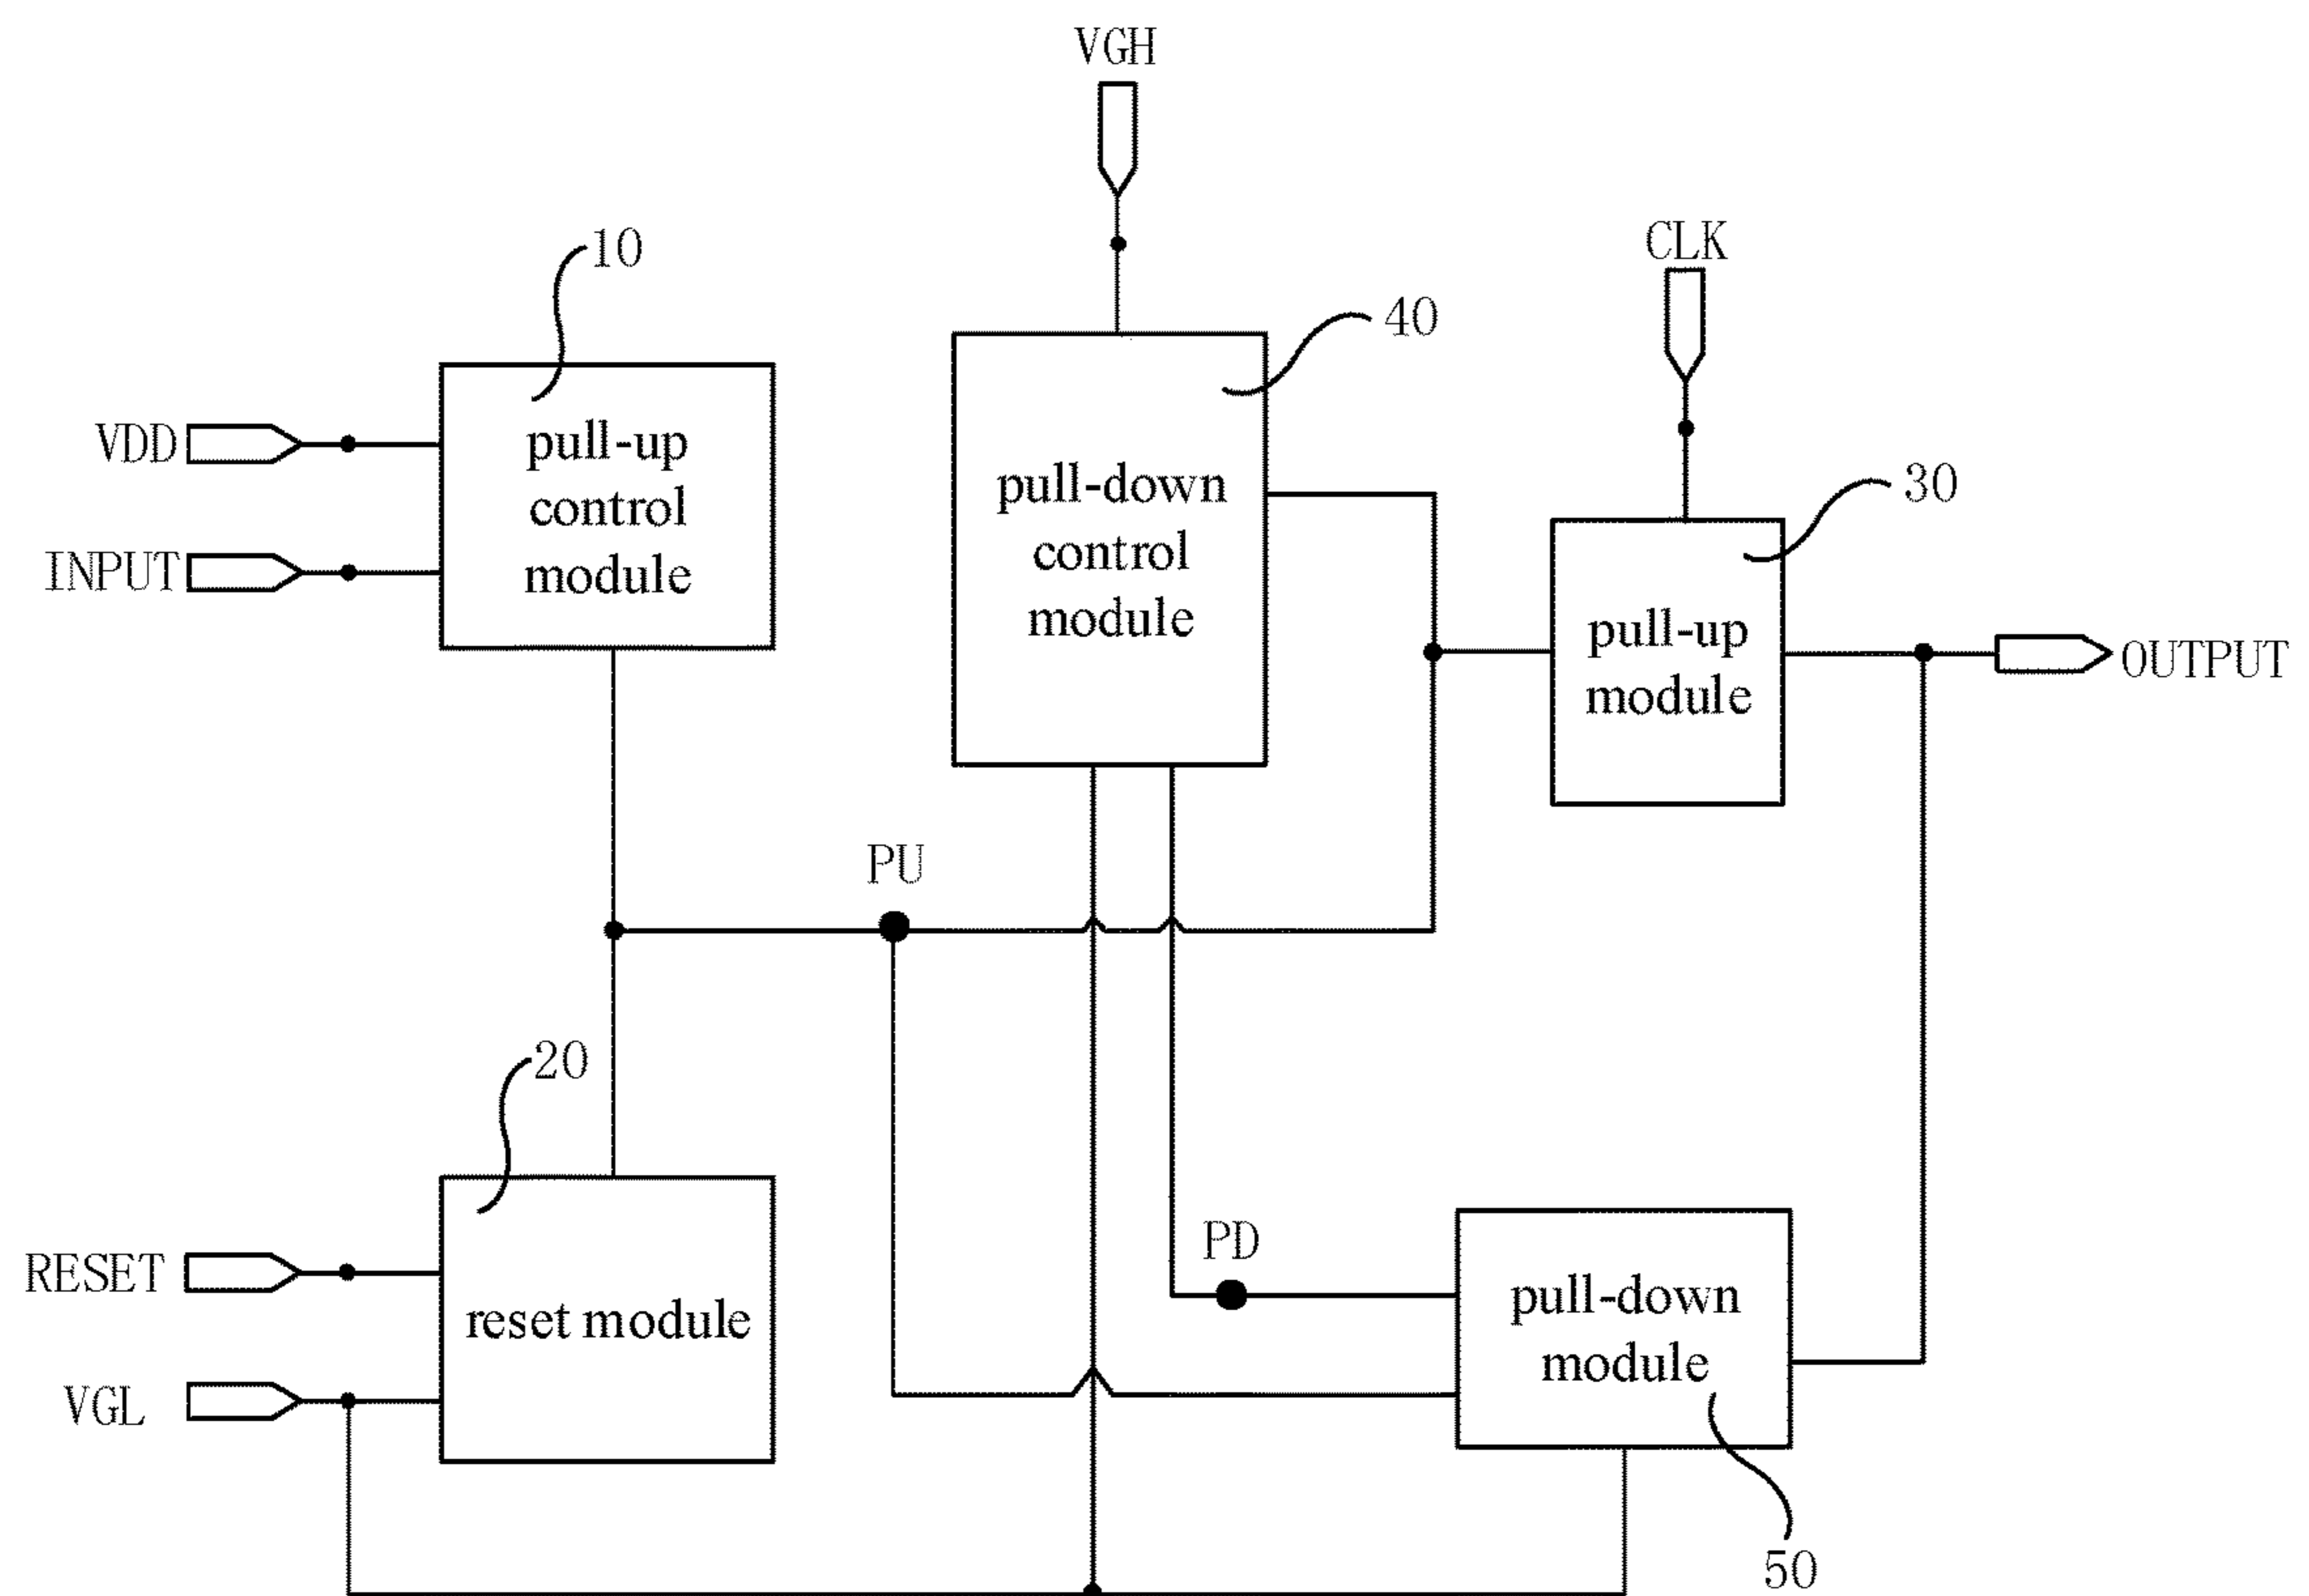 VGH
10
CLK
40
VDD
pull-up
control
module
INPUT
pull-down
control
module
30
pull-up
module
OUTPUT
PU
20
RESET
reset module
VGL
PD
pull-down
module
50